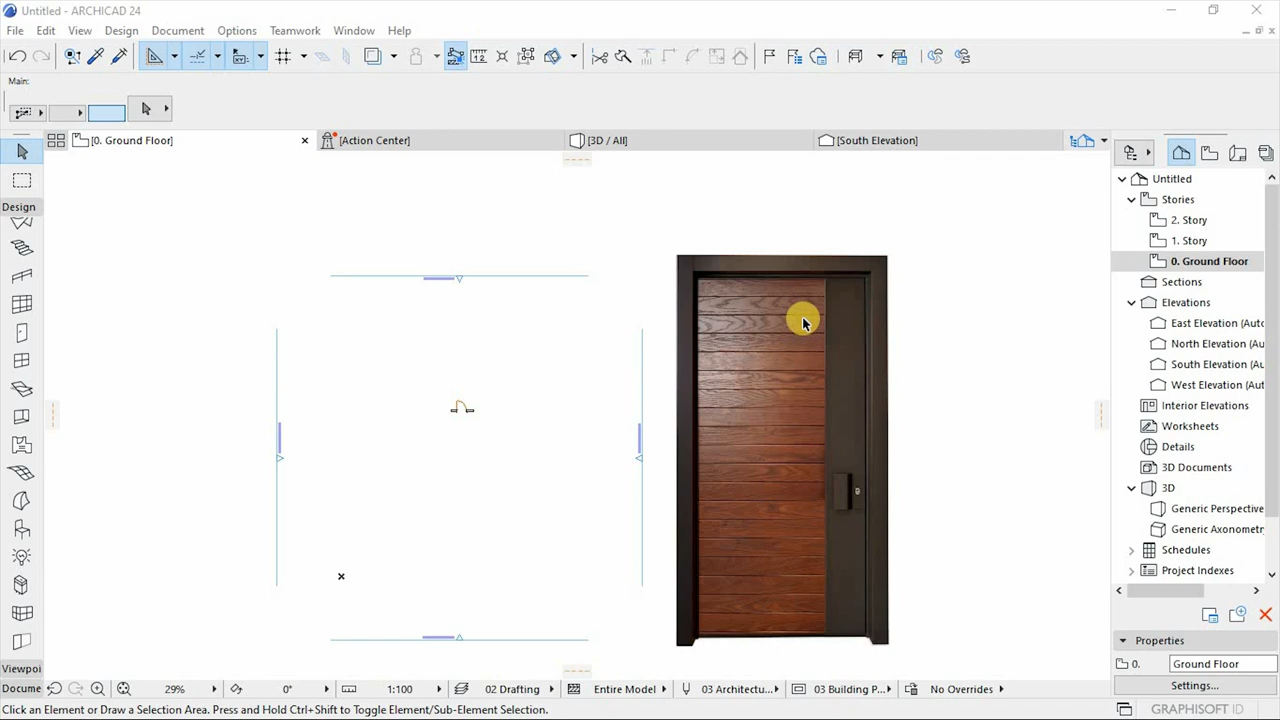 Untitled - ARCHICAD 24
File Edit View Design Document Options Teamwork Window Help
Main:
[0. Ground Floor]
[Action Center]
[3D / All]
[South Elevation]
Design
Untitled
Stories
2. Story
1. Story
0. Ground Floor
Sections
Elevations
East Elevation (Auto
North Elevation (Au
South Elevation (Aut
West Elevation (Aut
Interior Elevations
Worksheets
Details
3D Documents
3D
Generic Perspective
Generic Axonometr
Schedules
Project Indexes
Properties
0. Ground Floor
Settings...
Viewpoi
Docume 29% 0° 1:100 02 Drafting Entire Model 03 Architectu... 03 Building P... No Overrides
Click an Element or Draw a Selection Area. Press and Hold Ctrl+Shift to Toggle Element/Sub-Element Selection.
GRAPHISOFT ID